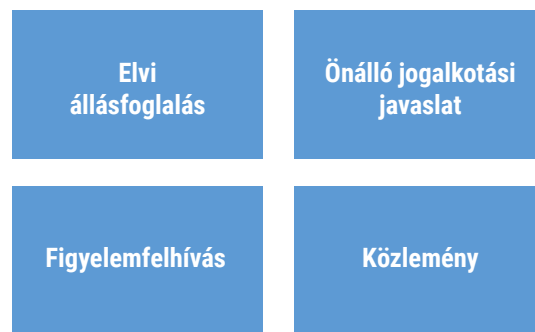 Elvi
állásfoglalás
Önálló jogalkotási
javaslat
Figyelemfelhívás
Közlemény